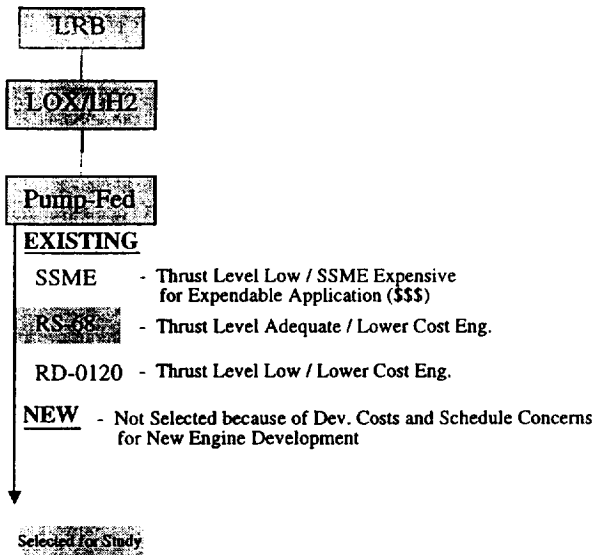 LRB
LOX/LH2
Pump-Fed
EXISTING
SSME - Thrust Level Low / SSME Expensive
for Expendable Application ($$$)
RS-68 - Thrust Level Adequate / Lower Cost Eng.
RD-0120 - Thrust Level Low / Lower Cost Eng.
NEW - Not Selected because of Dev. Costs and Schedule Concerns
for New Engine Development
Selected for Study